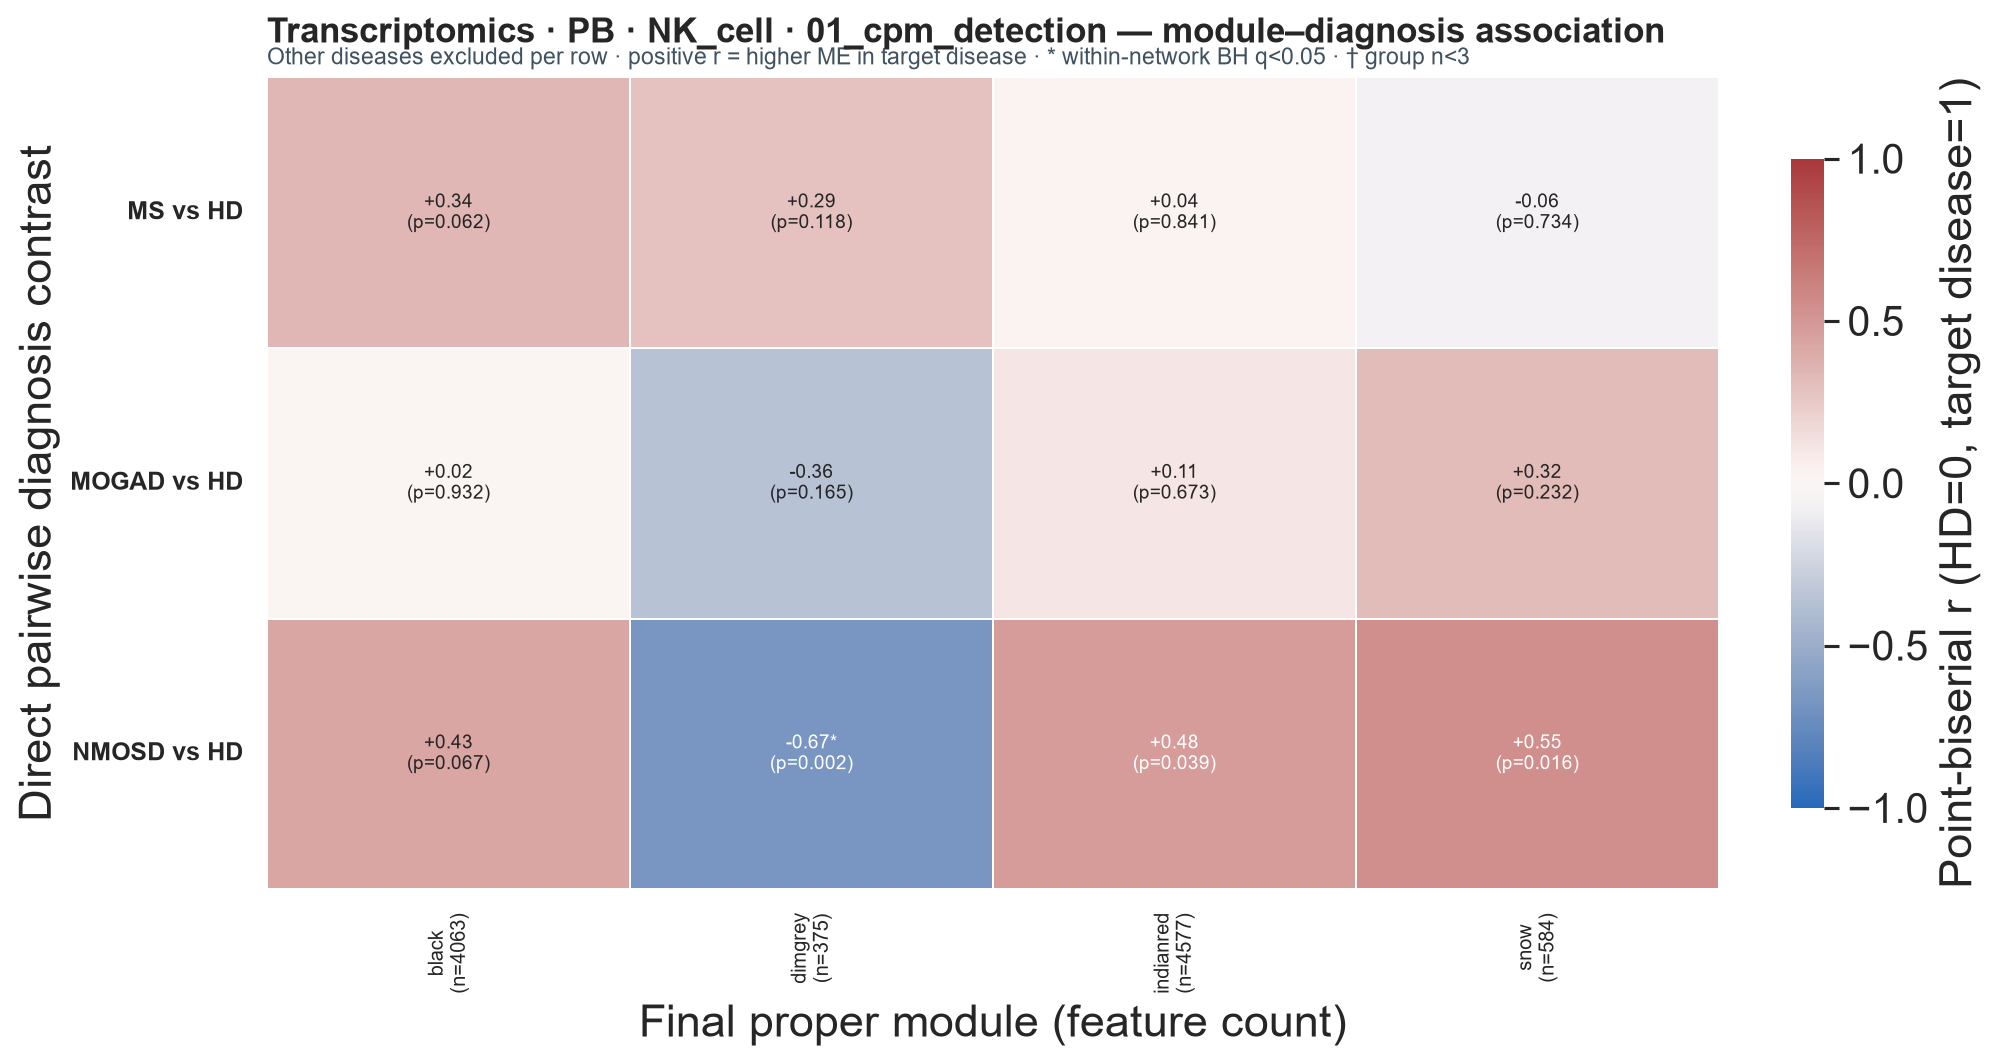 Transcriptomics · PB · NK_cell · 01_cpm_detection — module–diagnosis association
Other diseases excluded per row · positive r = higher ME in target disease · * within-network BH q<0.05 · † group n<3
Direct pairwise diagnosis contrast
MS vs HD
+0.34
(p=0.062)
+0.29
(p=0.118)
+0.04
(p=0.841)
-0.06
(p=0.734)
MOGAD vs HD
+0.02
(p=0.932)
-0.36
(p=0.165)
+0.11
(p=0.673)
+0.32
(p=0.232)
NMOSD vs HD
+0.43
(p=0.067)
-0.67*
(p=0.002)
+0.48
(p=0.039)
+0.55
(p=0.016)
black
(n=4063)
dimgrey
(n=375)
indianred
(n=4577)
snow
(n=584)
Final proper module (feature count)
1.0
0.5
0.0
−0.5
−1.0
Point-biserial r (HD=0, target disease=1)